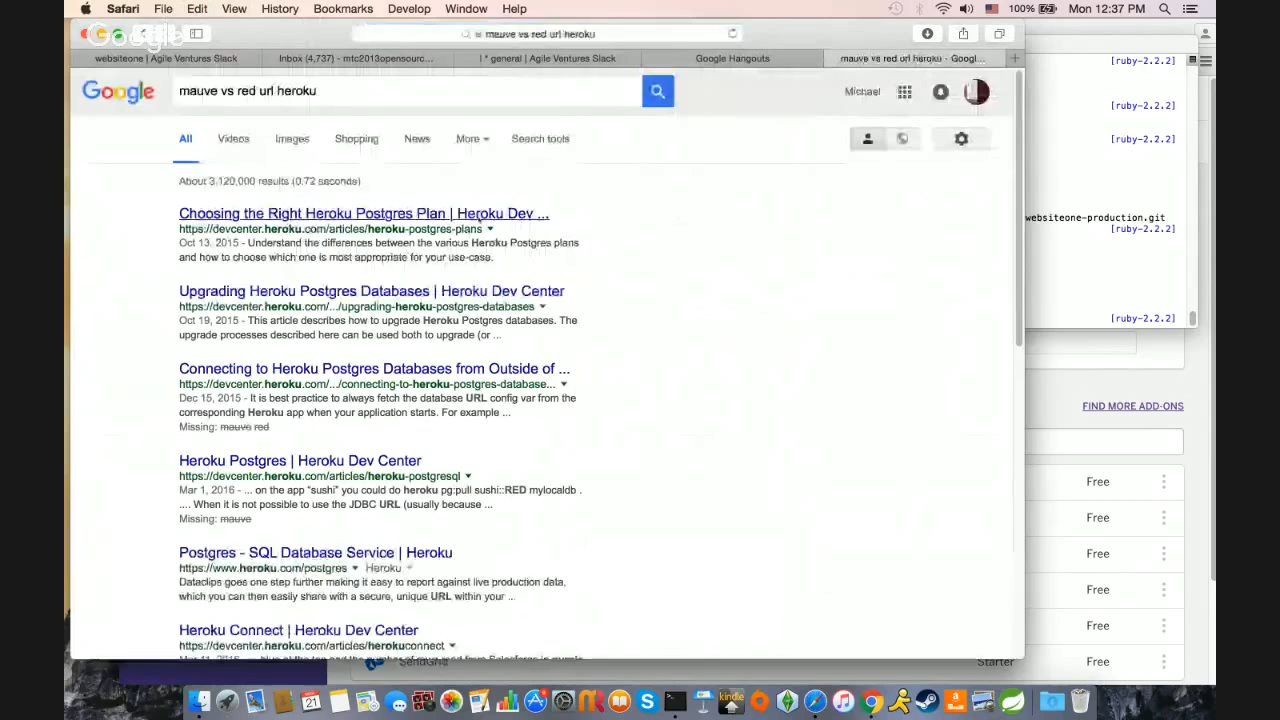 Safari File Edit View History Bookmarks Develop Window Help 100% Mon 12:37 PM
Google
mauve vs red url heroku
websiteone | Agile Ventures Slack
Inbox (4,737) - mtc2013opensourc...
| * general | Agile Ventures Slack
Google Hangouts
mauve vs red url heroku - Googl...
Google
mauve vs red url heroku
Michael
All Videos Images Shopping News More Search tools
About 3,120,000 results (0.72 seconds)
Choosing the Right Heroku Postgres Plan | Heroku Dev ...
https://devcenter.heroku.com/articles/heroku-postgres-plans
Oct 13, 2015 - Understand the differences between the various Heroku Postgres plans
and how to choose which one is most appropriate for your use-case.
Upgrading Heroku Postgres Databases | Heroku Dev Center
https://devcenter.heroku.com/.../upgrading-heroku-postgres-databases
Oct 19, 2015 - This article describes how to upgrade Heroku Postgres databases. The
upgrade processes described here can be used both to upgrade (or ...
Connecting to Heroku Postgres Databases from Outside of ...
https://devcenter.heroku.com/.../connecting-to-heroku-postgres-database...
Dec 15, 2015 - It is best practice to always fetch the database URL config var from the
corresponding Heroku app when your application starts. For example ...
Missing: mauve red
Heroku Postgres | Heroku Dev Center
https://devcenter.heroku.com/articles/heroku-postgresql
Mar 1, 2016 - ... on the app "sushi" you could do heroku pg:pull sushi::RED mylocaldb .
.... When it is not possible to use the JDBC URL (usually because ...
Missing: mauve
Postgres - SQL Database Service | Heroku
https://www.heroku.com/postgres Heroku
Dataclips goes one step further making it easy to report against live production data,
which you can then easily share with a secure, unique URL within your ...
Heroku Connect | Heroku Dev Center
https://devcenter.heroku.com/articles/herokuconnect
[ruby-2.2.2]
[ruby-2.2.2]
[ruby-2.2.2]
websiteone-production.git
[ruby-2.2.2]
[ruby-2.2.2]
FIND MORE ADD-ONS
Free
Free
Free
Free
Free
SendGrid Starter Free
21
kindle